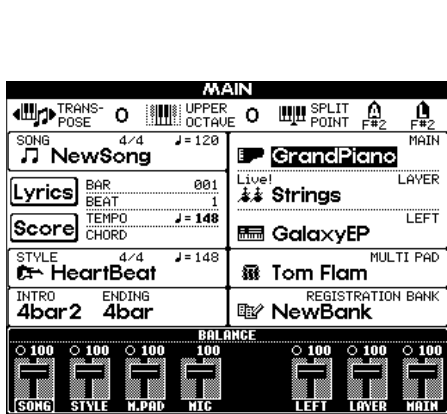 MAIN
TRANS-
POSE 0
UPPER
OCTAVE 0
SPLIT
POINT
A
F#2
L
F#2
SONG 4/4 ♩=120
NewSong
MAIN
GrandPiano
Lyrics
BAR 001
BEAT 1
Live! LAYER
Strings
Score
TEMPO ♩=148
CHORD
LEFT
GalaxyEP
STYLE 4/4 ♩=148
HeartBeat
MULTI PAD
Tom Flam
INTRO ENDING
4bar2 4bar
REGISTRATION BANK
NewBank
BALANCE
100 100 100 100 100 100 100
SONG STYLE M.PAD MIC LEFT LAYER MAIN